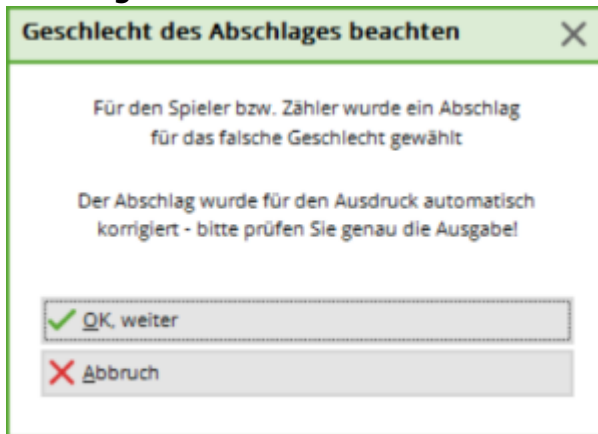 Geschlecht des Abschlages beachten
Für den Spieler bzw. Zähler wurde ein Abschlag
für das falsche Geschlecht gewählt
Der Abschlag wurde für den Ausdruck automatisch
korrigiert - bitte prüfen Sie genau die Ausgabe!
OK, weiter
Abbruch